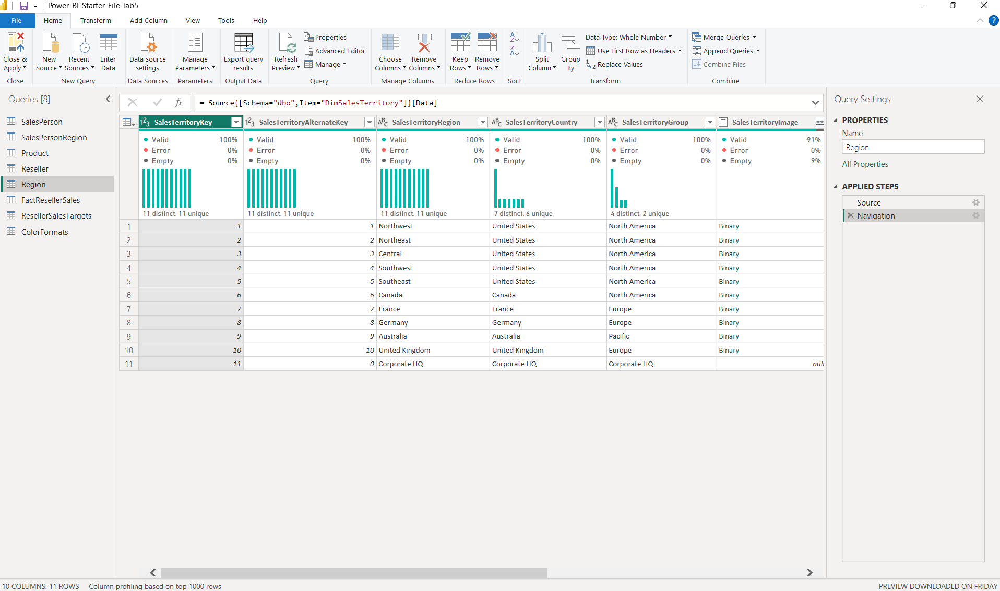 Power-BI-Starter-File-lab5
File Home Transform Add Column View Tools Help
Close & Apply
New Source
Recent Sources
Enter Data
Data source settings
Manage Parameters
Export query results
Refresh Preview
Properties
Advanced Editor
Manage
Choose Columns
Remove Columns
Keep Rows
Remove Rows
Split Column
Group By
Data Type: Whole Number
Use First Row as Headers
Replace Values
Merge Queries
Append Queries
Combine Files
Close New Query Data Sources Parameters Output Data Query Manage Columns Reduce Rows Sort Transform Combine
Queries [8]
SalesPerson
SalesPersonRegion
Product
Reseller
Region
FactResellerSales
ResellerSalesTargets
ColorFormats
fx = Source{[Schema="dbo",Item="DimSalesTerritory"]}[Data]
1²3 SalesTerritoryKey 1²3 SalesTerritoryAlternateKey ABC SalesTerritoryRegion ABC SalesTerritoryCountry ABC SalesTerritoryGroup SalesTerritoryImage
Valid 100% Valid 100% Valid 100% Valid 100% Valid 100% Valid 91%
Error 0% Error 0% Error 0% Error 0% Error 0% Error 0%
Empty 0% Empty 0% Empty 0% Empty 0% Empty 0% Empty 9%
11 distinct, 11 unique 11 distinct, 11 unique 11 distinct, 11 unique 7 distinct, 6 unique 4 distinct, 2 unique
1 1 1 Northwest United States North America Binary
2 2 2 Northeast United States North America Binary
3 3 3 Central United States North America Binary
4 4 4 Southwest United States North America Binary
5 5 5 Southeast United States North America Binary
6 6 6 Canada Canada North America Binary
7 7 7 France France Europe Binary
8 8 8 Germany Germany Europe Binary
9 9 9 Australia Australia Pacific Binary
10 10 10 United Kingdom United Kingdom Europe Binary
11 11 0 Corporate HQ Corporate HQ Corporate HQ null
Query Settings
PROPERTIES
Name
Region
All Properties
APPLIED STEPS
Source
Navigation
10 COLUMNS, 11 ROWS Column profiling based on top 1000 rows PREVIEW DOWNLOADED ON FRIDAY